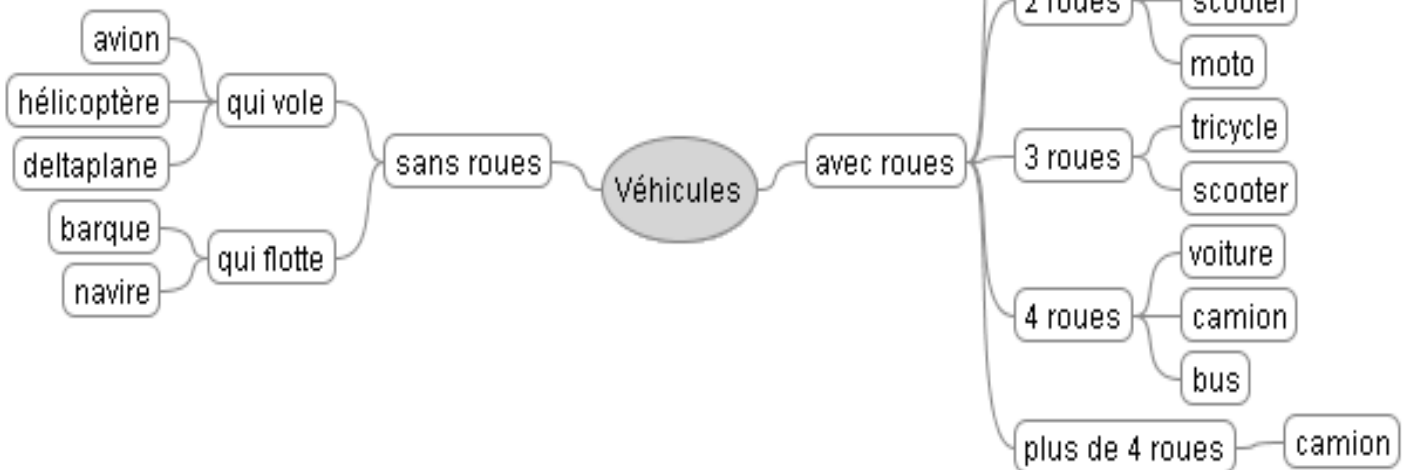 avion
hélicoptère
deltaplane
qui vole
barque
navire
qui flotte
sans roues
Véhicules
avec roues
2 roues
scooter
moto
3 roues
tricycle
scooter
4 roues
voiture
camion
bus
plus de 4 roues
camion